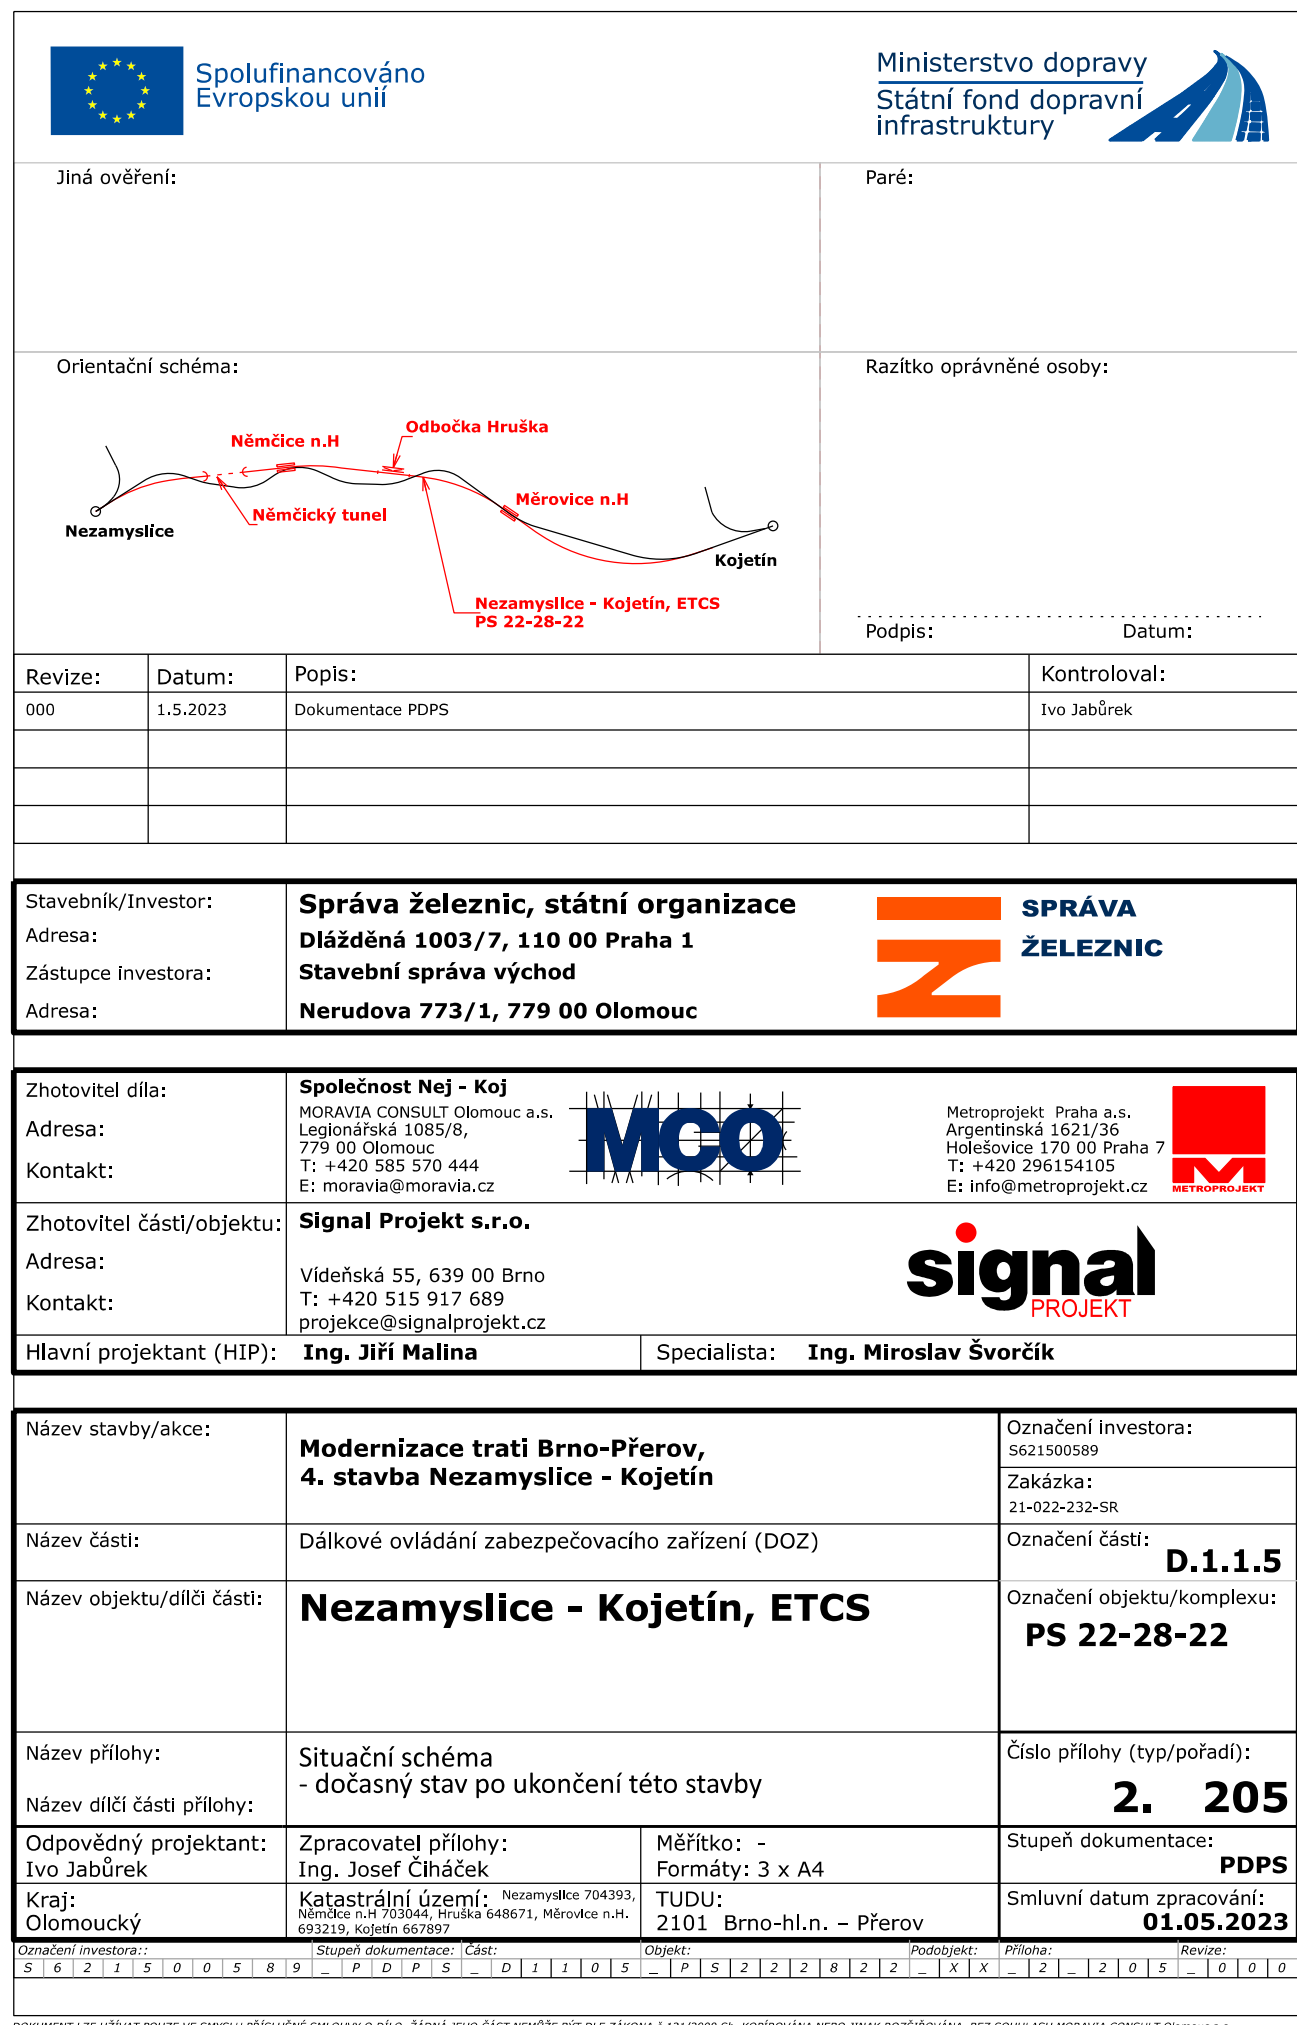 Spolufinancováno
Evropskou unií
Ministerstvo dopravy
Státní fond dopravní
infrastruktury
Jiná ověření:
Paré:
Orientační schéma:
Razítko oprávněné osoby:
Odbočka Hruška
Němčice n.H
Měrovice n.H
Němčický tunel
Nezamyslice
Kojetín
Nezamyslice - Kojetín, ETCS
PS 22-28-22
Podpis: Datum:
Revize: Datum: Popis: Kontroloval:
000 1.5.2023 Dokumentace PDPS Ivo Jabůrek
Stavebník/Investor: Správa železnic, státní organizace
Adresa: Dlážděná 1003/7, 110 00 Praha 1
Zástupce investora: Stavební správa východ
Adresa: Nerudova 773/1, 779 00 Olomouc
SPRÁVA
ŽELEZNIC
Zhotovitel díla:
Adresa:
Kontakt:
Společnost Nej - Koj
MORAVIA CONSULT Olomouc a.s.
Legionářská 1085/8,
779 00 Olomouc
T: +420 585 570 444
E: moravia@moravia.cz
MCO
Metroprojekt Praha a.s.
Argentinská 1621/36
Holešovice 170 00 Praha 7
T: +420 296154105
E: info@metroprojekt.cz
METROPROJEKT
Zhotovitel části/objektu:
Adresa:
Kontakt:
Signal Projekt s.r.o.
Vídeňská 55, 639 00 Brno
T: +420 515 917 689
projekce@signalprojekt.cz
signal
PROJEKT
Hlavní projektant (HIP): Ing. Jiří Malina Specialista: Ing. Miroslav Švorčík
Název stavby/akce:
Modernizace trati Brno-Přerov,
4. stavba Nezamyslice - Kojetín
Označení investora:
S621500589
Zakázka:
21-022-232-SR
Název části: Dálkové ovládání zabezpečovacího zařízení (DOZ)
Označení části:
D.1.1.5
Název objektu/dílči části:
Nezamyslice - Kojetín, ETCS
Označení objektu/komplexu:
PS 22-28-22
Název přílohy:
Název dílčí části přílohy:
Situační schéma
- dočasný stav po ukončení této stavby
Číslo přílohy (typ/pořadí):
2. 205
Odpovědný projektant:
Ivo Jabůrek
Zpracovatel přílohy:
Ing. Josef Čiháček
Měřítko: -
Formáty: 3 x A4
Stupeň dokumentace:
PDPS
Kraj:
Olomoucký
Katastrální území: Nezamyslice 704393,
Němčice n.H 703044, Hruška 648671, Měrovice n.H.
693219, Kojetín 667897
TUDU:
2101 Brno-hl.n. – Přerov
Smluvní datum zpracování:
01.05.2023
Označení investora:: Stupeň dokumentace: Část: Objekt: Podobjekt: Příloha: Revize:
S 6 2 1 5 0 0 5 8 9 _ P D P S _ D 1 1 0 5 _ P S 2 2 2 8 2 2 _ X X _ 2 _ 2 0 5 _ 0 0 0